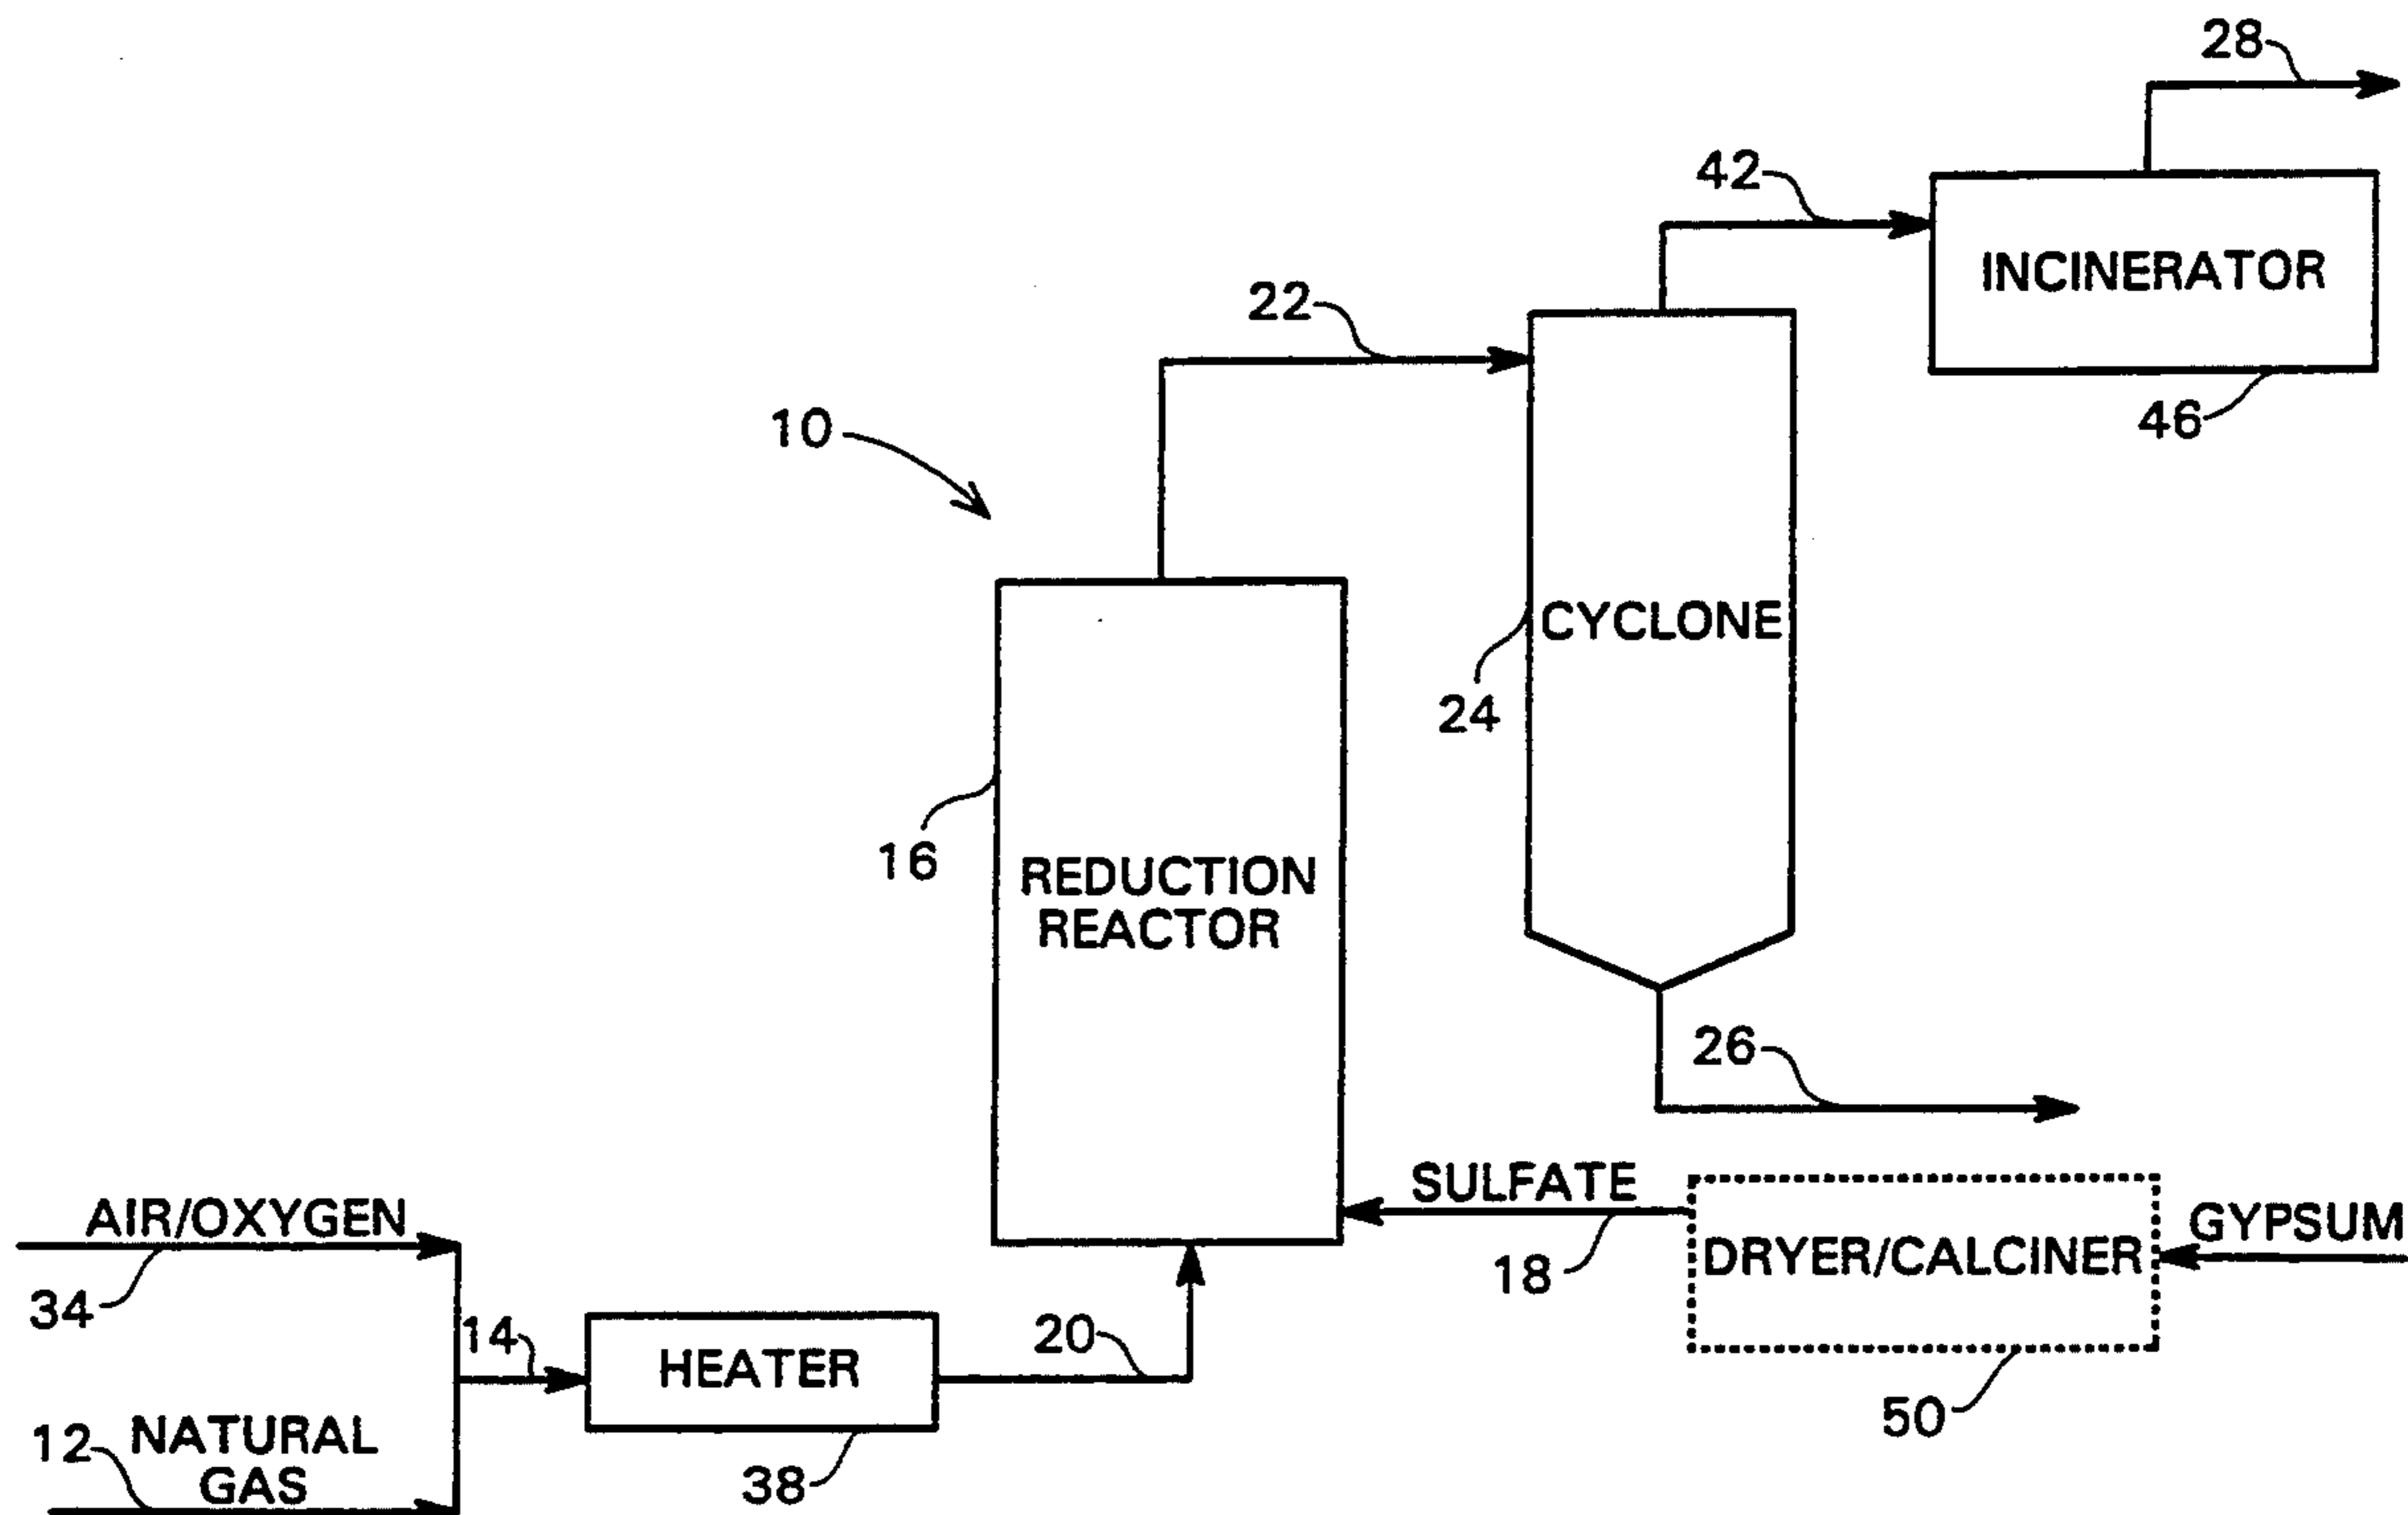 28
42
INCINERATOR
22
46
10
CYCLONE
24
16
REDUCTION
REACTOR
26
SULFATE
AIR/OXYGEN
GYPSUM
DRYER/CALCINER
18
34
14
20
HEATER
50
12
NATURAL
GAS
38